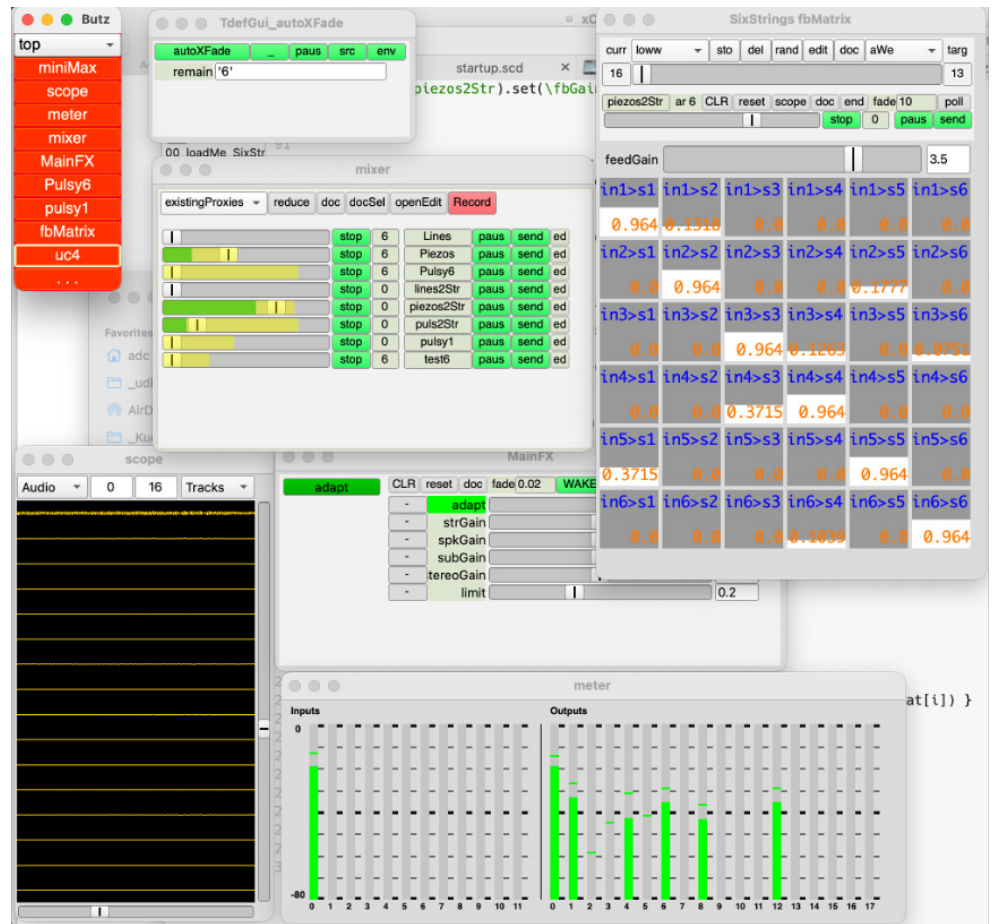 Butz
top
miniMax
scope
meter
mixer
MainFX
Pulsy6
pulsy1
fbMatrix
uc4
...
TdefGui_autoXFade
autoXFade _ paus src env
remain '6'
startup.scd ×
piezos2Str).set(\fbGai
00 loadMe SixStr 91
mixer
existingProxies reduce doc docSel openEdit Record
stop 6 Lines paus send ed
stop 6 Piezos paus send ed
stop 6 Pulsy6 paus send ed
stop 0 lines2Str paus send ed
stop 0 piezos2Str paus send ed
stop 0 puls2Str paus send ed
stop 0 pulsy1 paus send ed
stop 6 test6 paus send ed
SixStrings fbMatrix
curr loww sto del rand edit doc aWe targ
16 13
piezos2Str ar 6 CLR reset scope doc end fade 10 poll
stop 0 paus send
feedGain 3.5
in1>s1 in1>s2 in1>s3 in1>s4 in1>s5 in1>s6
0.964 0.1318 0.0 0.0 0.0 0.0
in2>s1 in2>s2 in2>s3 in2>s4 in2>s5 in2>s6
0.0 0.964 0.0 0.0 0.1777 0.0
in3>s1 in3>s2 in3>s3 in3>s4 in3>s5 in3>s6
0.0 0.0 0.964 0.1263 0.0 0.0751
in4>s1 in4>s2 in4>s3 in4>s4 in4>s5 in4>s6
0.0 0.0 0.3715 0.964 0.0 0.0
in5>s1 in5>s2 in5>s3 in5>s4 in5>s5 in5>s6
0.3715 0.0 0.0 0.0 0.964 0.0
in6>s1 in6>s2 in6>s3 in6>s4 in6>s5 in6>s6
0.0 0.0 0.0 0.1039 0.0 0.964
Favorites
adc
_udl
AirD
_Ku
scope
Audio 0 16 Tracks
MainFX
adapt CLR reset doc fade 0.02 WAKE
- adapt
- strGain
- spkGain
- subGain
- tereoGain
- limit 0.2
at[i]) }
meter
Inputs Outputs
0
-80
0 1 2 3 4 5 6 7 8 9 10 11 0 1 2 3 4 5 6 7 8 9 10 11 12 13 14 15 16 17